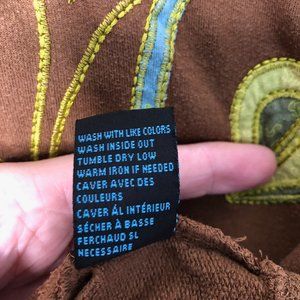 WASH WITH LIKE COLORS
WASH INSIDE OUT
TUMBLE DRY LOW
WARM IRON IF NEEDED
CAVER AVEC DES
COULEURS
CAVER ÁL INTÉRIEUR
SÉCHER À BASSE
FERCHAUD SL
NECESSAIRE